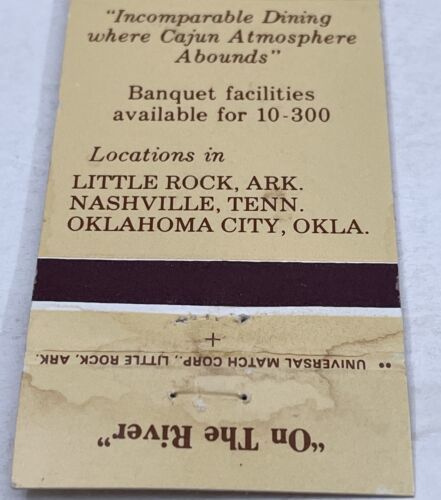 "Incomparable Dining
where Cajun Atmosphere
Abounds"
Banquet facilities
available for 10-300
Locations in
LITTLE ROCK, ARK.
NASHVILLE, TENN.
OKLAHOMA CITY, OKLA.
•• UNIVERSAL MATCH CORP., LITTLE ROCK, ARK.
"On The River"